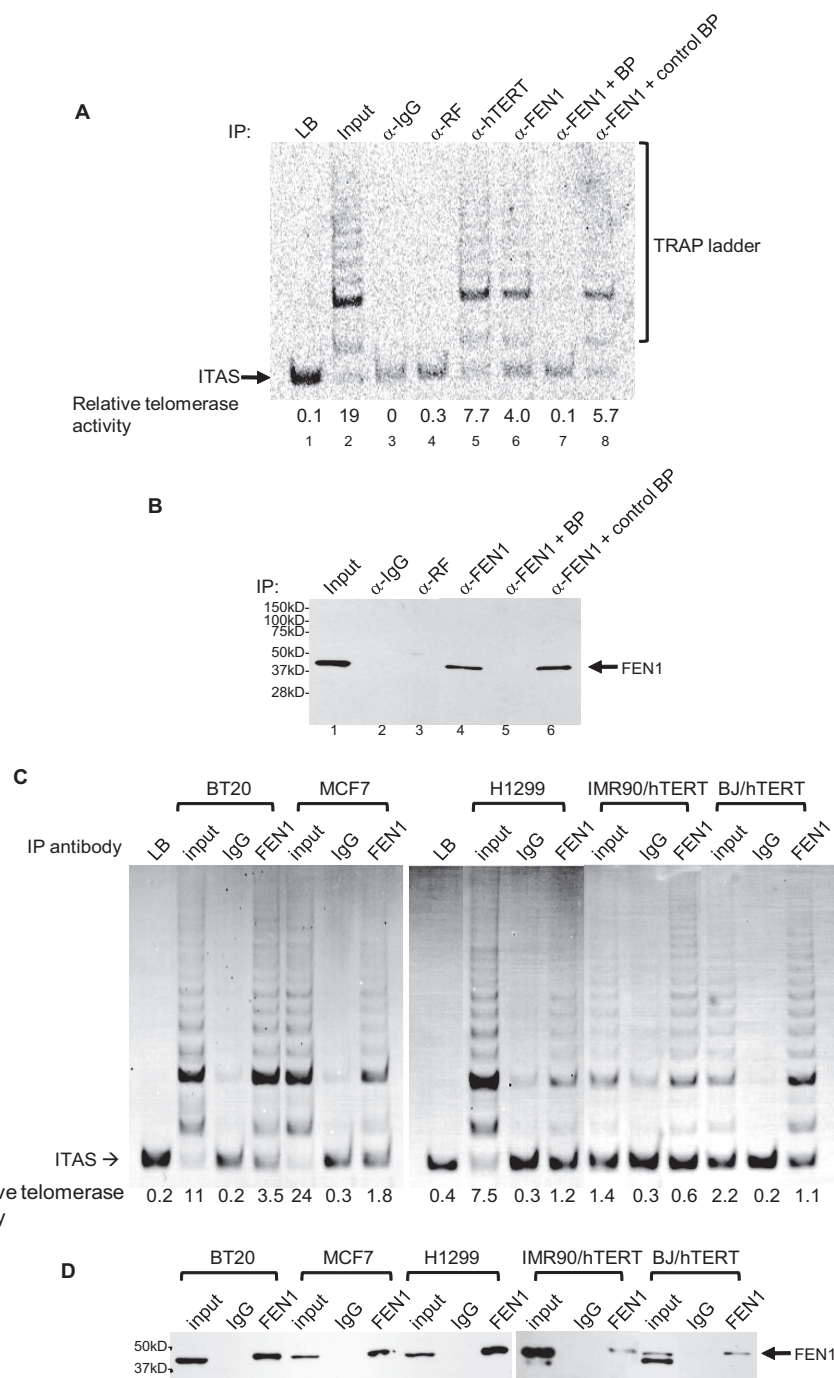 A
IP: LB Input α-IgG α-RF α-hTERT α-FEN1 α-FEN1 + BP α-FEN1 + control BP
TRAP ladder
ITAS
Relative telomerase
activity
0.1 19 0 0.3 7.7 4.0 0.1 5.7
1 2 3 4 5 6 7 8
B
IP: Input α-IgG α-RF α-FEN1 α-FEN1 + BP α-FEN1 + control BP
150kD-
100kD-
75kD-
50kD-
37kD-
28kD-
FEN1
1 2 3 4 5 6
C
BT20 MCF7 H1299 IMR90/hTERT BJ/hTERT
IP antibody LB input IgG FEN1 input IgG FEN1 LB input IgG FEN1 input IgG FEN1 input IgG FEN1
ITAS →
ve telomerase
y
0.2 11 0.2 3.5 24 0.3 1.8 0.4 7.5 0.3 1.2 1.4 0.3 0.6 2.2 0.2 1.1
D
BT20 MCF7 H1299 IMR90/hTERT BJ/hTERT
input IgG FEN1 input IgG FEN1 input IgG FEN1 input IgG FEN1 input IgG FEN1
50kD
37kD
FEN1